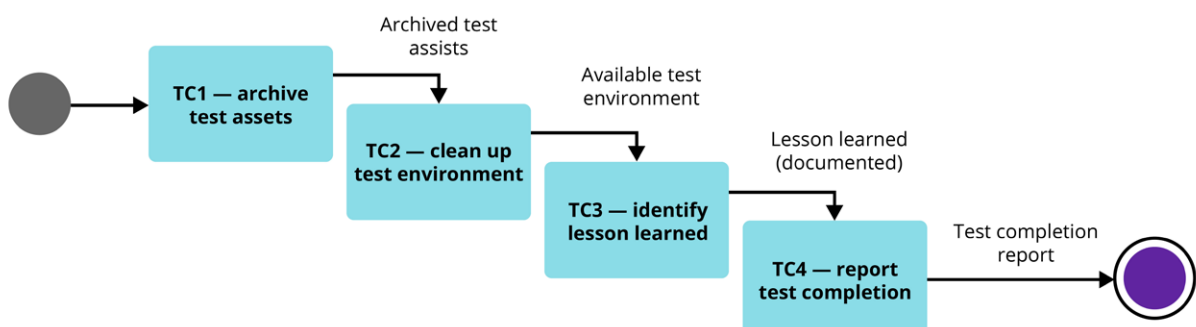 TC1 — archive
test assets
Archived test
assists
TC2 — clean up
test environment
Available test
environment
TC3 — identify
lesson learned
Lesson learned
(documented)
TC4 — report
test completion
Test completion
report